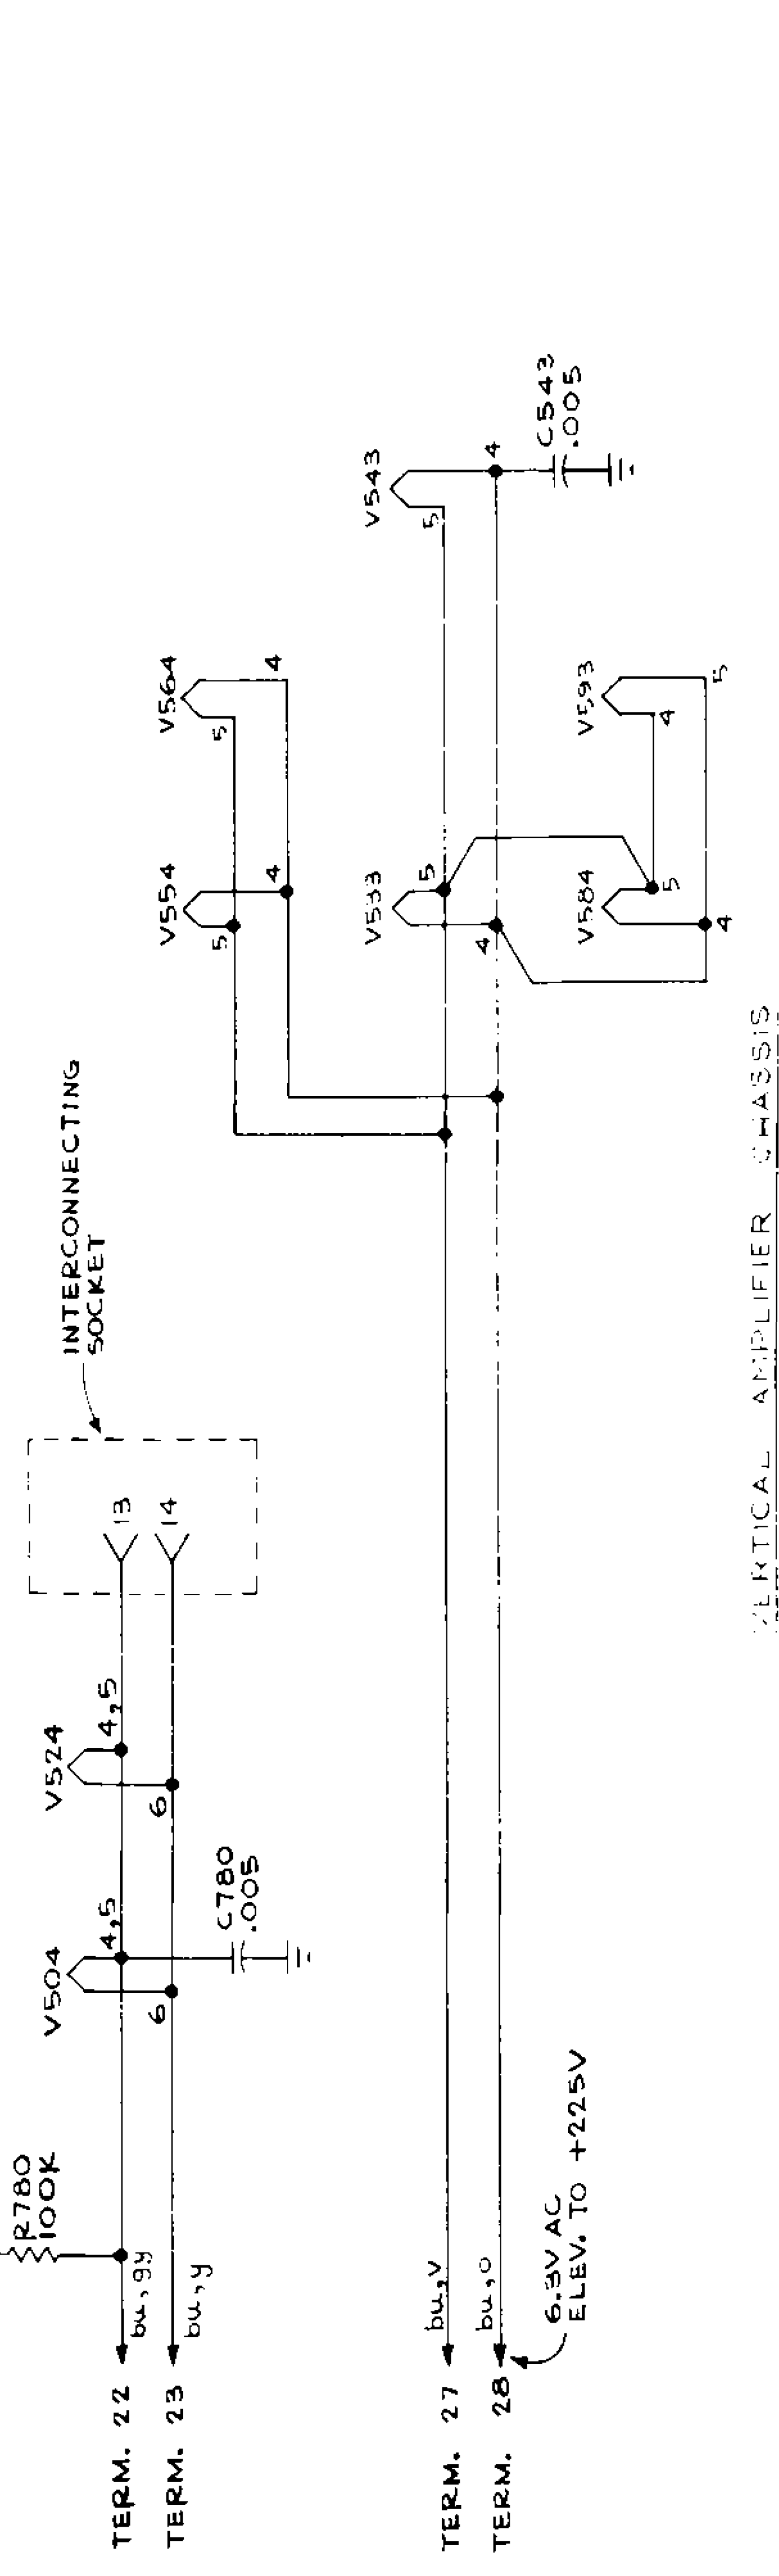 R780
100K
TERM. 22
bu, gy
TERM. 23
bu, y
V504
4,5
6
C780
.005
V524
4,5
6
13
14
INTERCONNECTING
SOCKET
TERM. 27
bu, v
TERM. 28
bu, o
6.3V AC
ELEV. TO +225V
V554
5
4
V564
5
4
V533
5
4
V543
5
4
C543
.005
V584
5
4
V593
4
5
VERTICAL AMPLIFIER CHASSIS